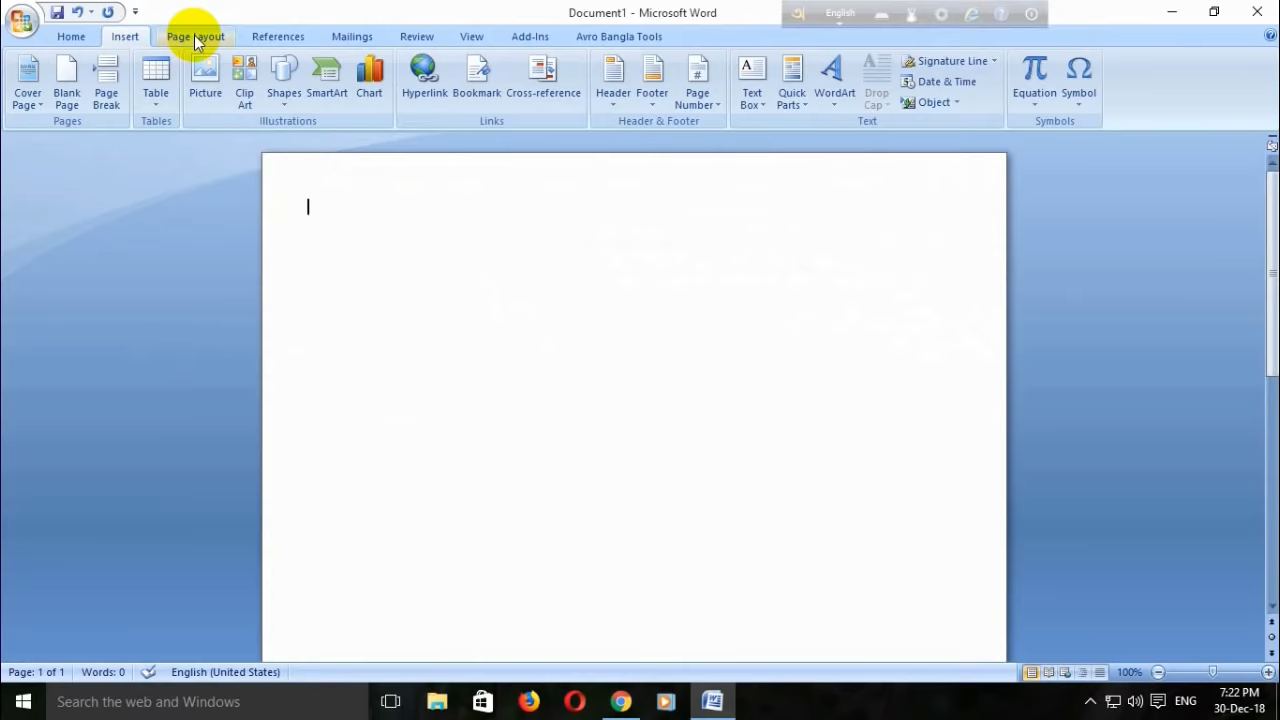 Document1 - Microsoft Word
English
Home Insert Page Layout References Mailings Review View Add-Ins Avro Bangla Tools
Cover Page Blank Page Page Break Table Picture Clip Art Shapes SmartArt Chart Hyperlink Bookmark Cross-reference Header Footer Page Number Text Box Quick Parts WordArt Drop Cap Signature Line Date & Time Object Equation Symbol
Pages Tables Illustrations Links Header & Footer Text Symbols
Page: 1 of 1 Words: 0 English (United States) 100%
Search the web and Windows ENG 7:22 PM
30-Dec-18